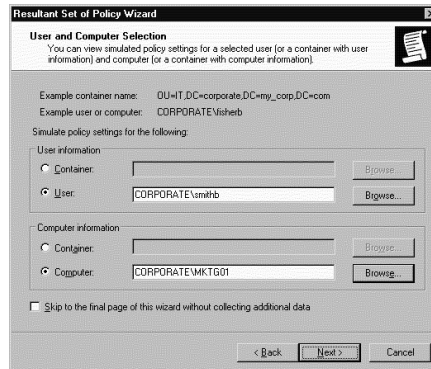 Resultant Set of Policy Wizard
User and Computer Selection
You can view simulated policy settings for a selected user (or a container with user
information) and computer (or a container with computer information).
Example container name: OU=IT,DC=corporate,DC=my_corp,DC=com
Example user or computer: CORPORATE\fisherb
Simulate policy settings for the following:
User information
Container: Browse...
User: CORPORATE\smithb Browse...
Computer information
Container: Browse...
Computer: CORPORATE\MKTG01 Browse...
Skip to the final page of this wizard without collecting additional data
< Back Next > Cancel